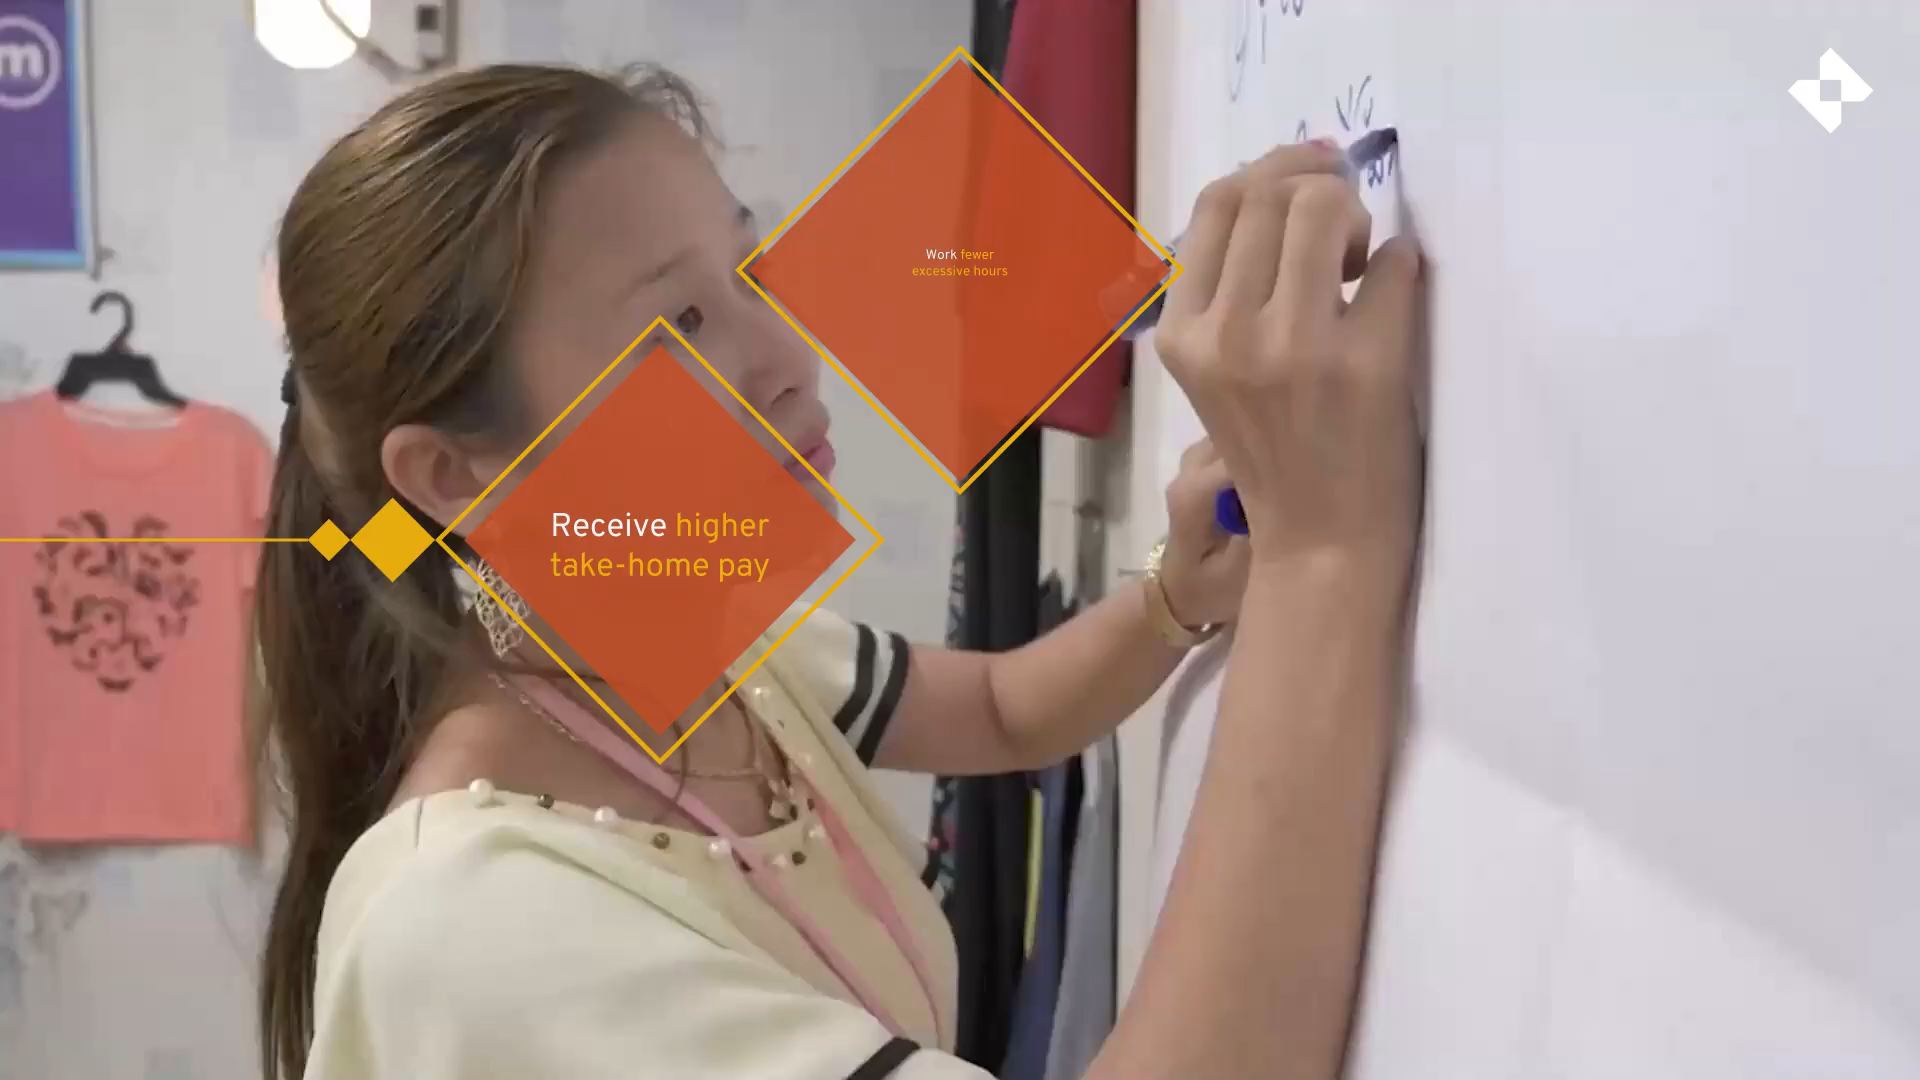 m
Work fewer
excessive hours
Receive higher
take-home pay